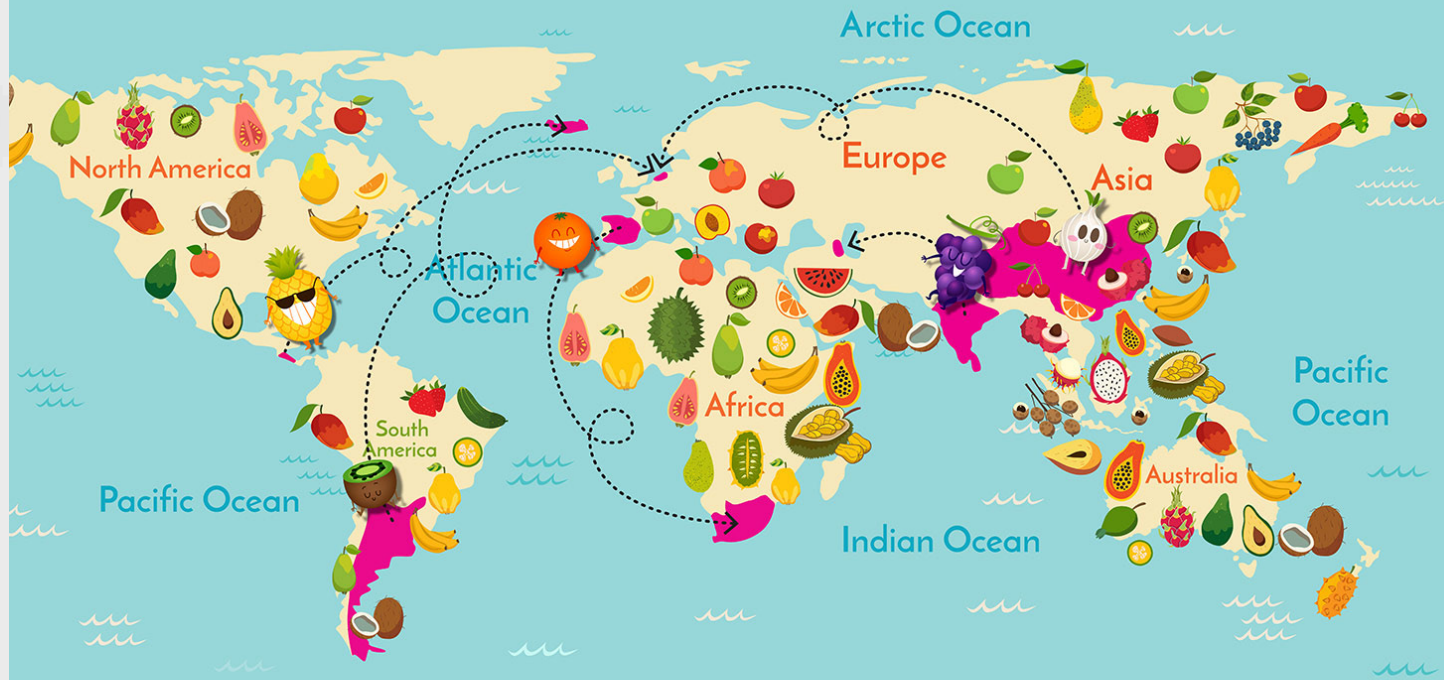 Arctic Ocean
North America
Europe
Asia
Atlantic
Ocean
Pacific
Ocean
Africa
South
America
Australia
Pacific Ocean
Indian Ocean